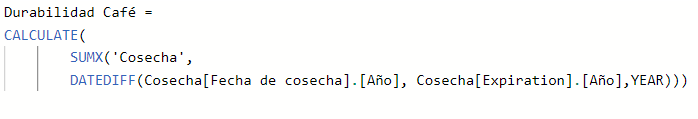 Durabilidad Café =
CALCULATE(
SUMX('Cosecha',
DATEDIFF(Cosecha[Fecha de cosecha].[Año], Cosecha[Expiration].[Año],YEAR)))